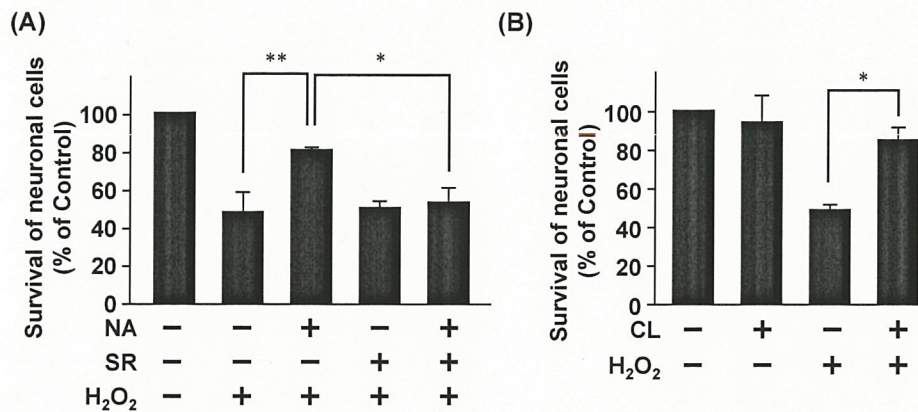 (A)
Survival of neuronal cells
(% of Control)
100
80
60
40
20
0
**
*
NA − − + − +
SR − − − + +
H₂O₂ − + + + +
(B)
Survival of neuronal cells
(% of Control)
100
80
60
40
20
0
*
CL − + − +
H₂O₂ − − + +